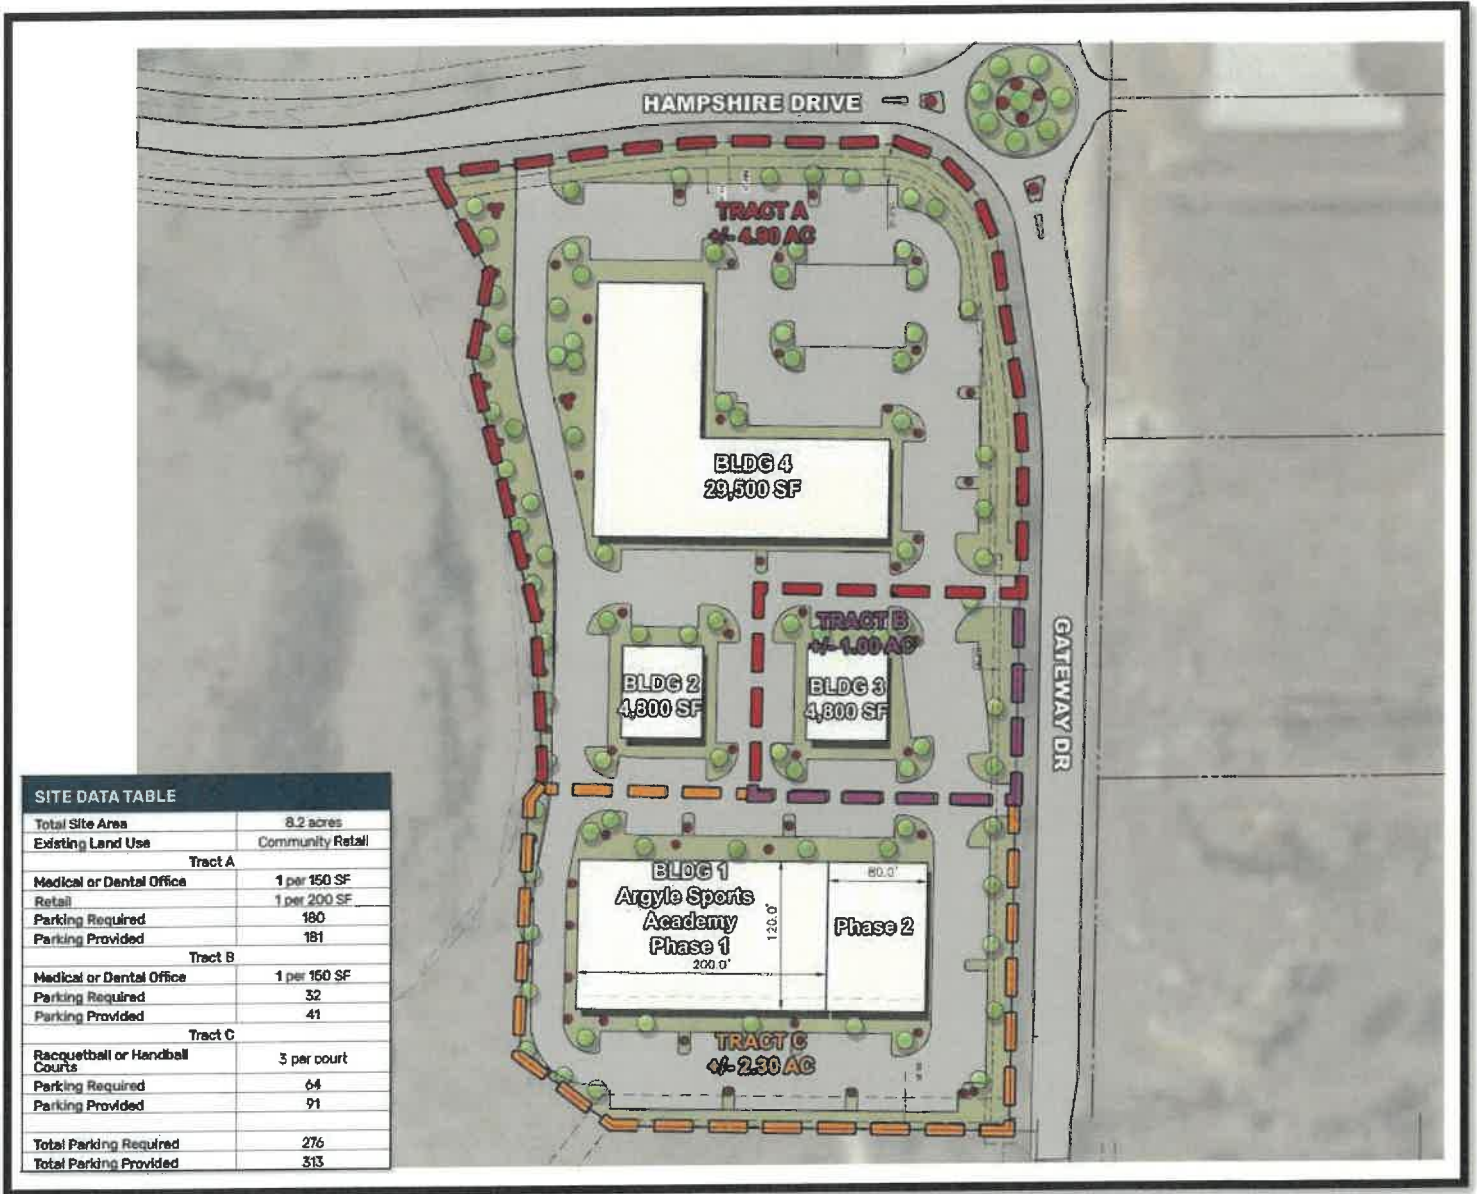 HAMPSHIRE DRIVE
TRACT A
+/- 4.90 AC
BLDG 4
29,500 SF
TRACT B
+/- 1.00 AC
BLDG 2
4,800 SF
BLDG 3
4,800 SF
GATEWAY DR
BLDG 1
Argyle Sports
Academy
Phase 1
200.0'
120.0'
80.0'
Phase 2
TRACT C
+/- 2.30 AC
SITE DATA TABLE
Total Site Area 8.2 acres
Existing Land Use Community Retail
Tract A
Medical or Dental Office 1 per 150 SF
Retail 1 per 200 SF
Parking Required 180
Parking Provided 181
Tract B
Medical or Dental Office 1 per 150 SF
Parking Required 32
Parking Provided 41
Tract C
Racquetball or Handball
Courts 3 per court
Parking Required 64
Parking Provided 91
Total Parking Required 276
Total Parking Provided 313